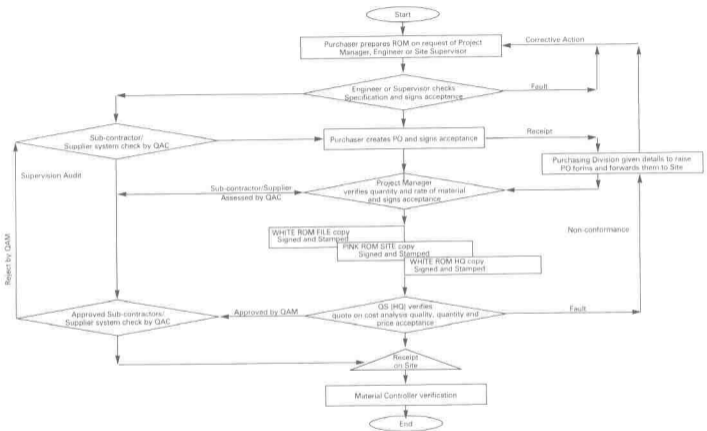 Start
Purchaser prepares ROM on request of Project
Manager, Engineer or Site Supervisor
Corrective Action
Engineer or Supervisor checks
Specification and signs acceptance
Fault
Sub-contractor/
Supplier system check by QAC
Purchaser creates PO and signs acceptance
Receipt
Purchasing Division given details to raise
PO forms and forwards them to Site
Supervision Audit
Sub-contractor/Supplier
Assessed by QAC
Project Manager
verifies quantity and rate of material
and signs acceptance
Reject by QAM
Non-conformance
WHITE ROM FILE copy
Signed and Stamped
PINK ROM SITE copy
Signed and Stamped
WHITE ROM HQ copy
Signed and Stamped
Approved Sub-contractors/
Supplier system check by QAC
Approved by QAM
QS (HQ) verifies
quote on cost analysis quality, quantity and
price acceptance
Fault
Receipt
on Site
Material Controller verification
End